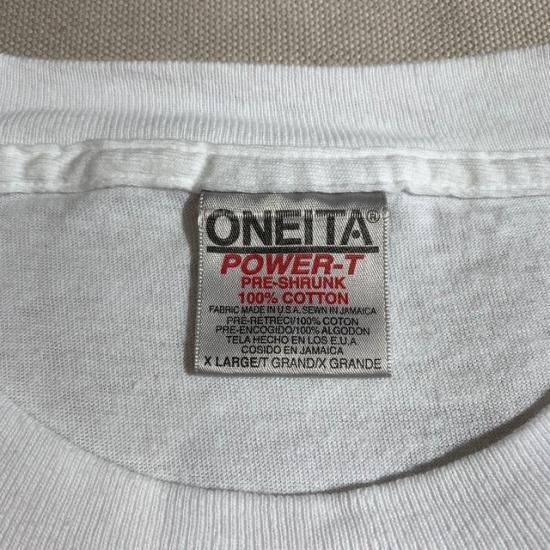 ONEITA®
POWER-T
PRE-SHRUNK
100% COTTON
FABRIC MADE IN U.S.A. SEWN IN JAMAICA
PRE-RETRECI/100% COTON
PRE-ENCOGIDO/100% ALGODON
TELA HECHO EN LOS E.U.A
COSIDO EN JAMAICA
X LARGE/T GRAND/X GRANDE